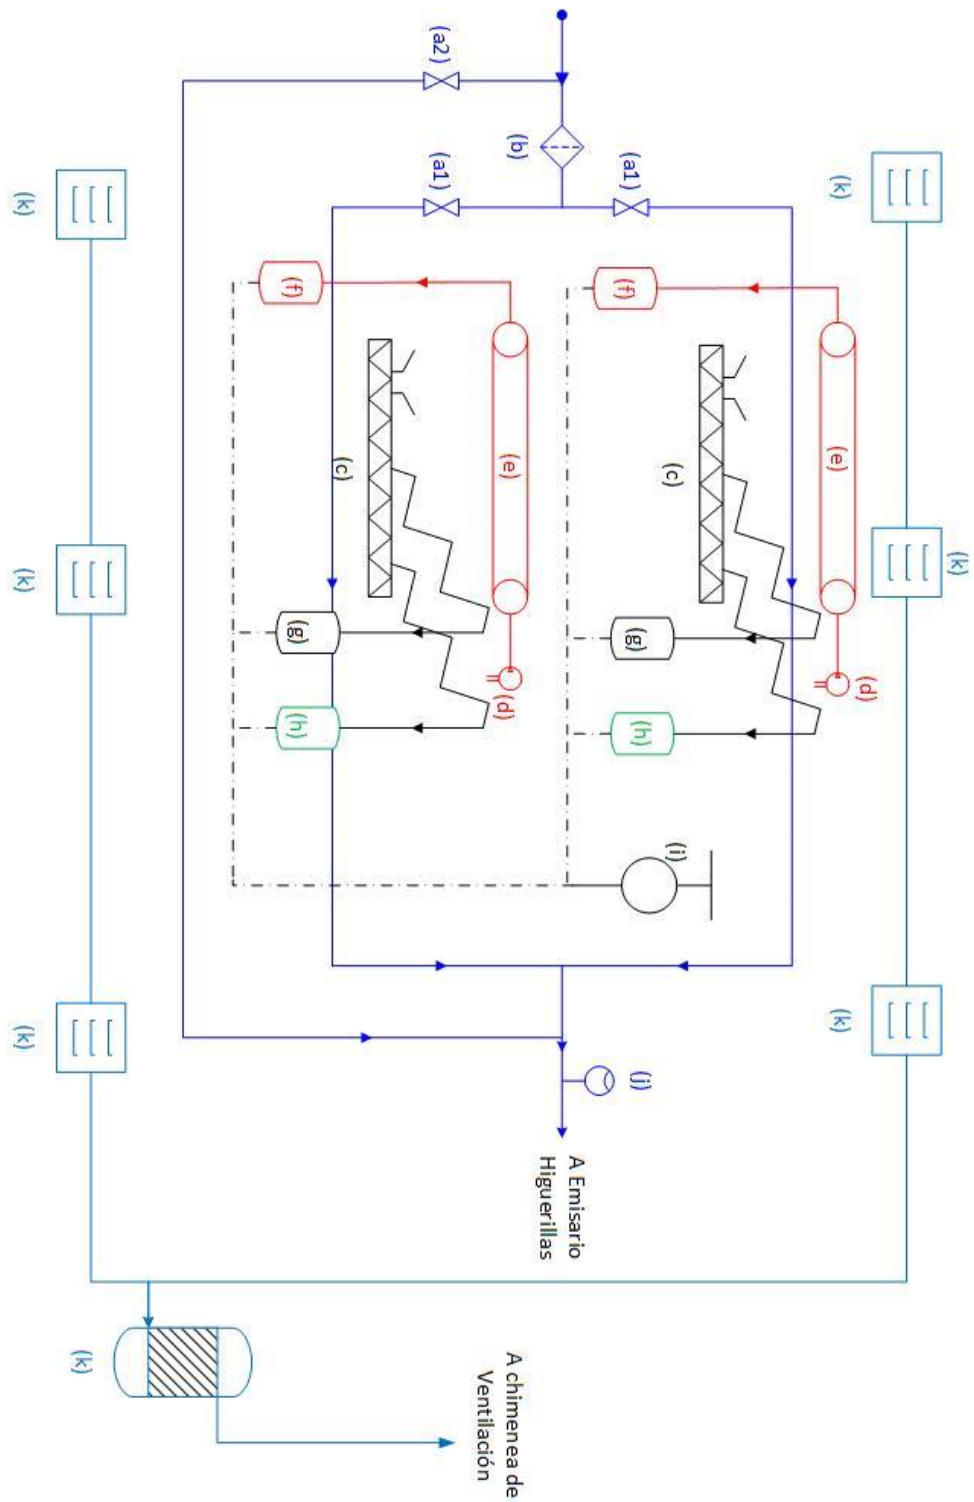 (k)
(d)
(k)
(e)
(k)
(i)
(c)
(a1)
(f)
(g)
(h)
(j)
A Emisario
Higuerillas
(b)
(e)
(d)
A chimenea de
Ventilación
(a2)
(a1)
(c)
(f)
(g)
(h)
(k)
(k)
(k)
(k)